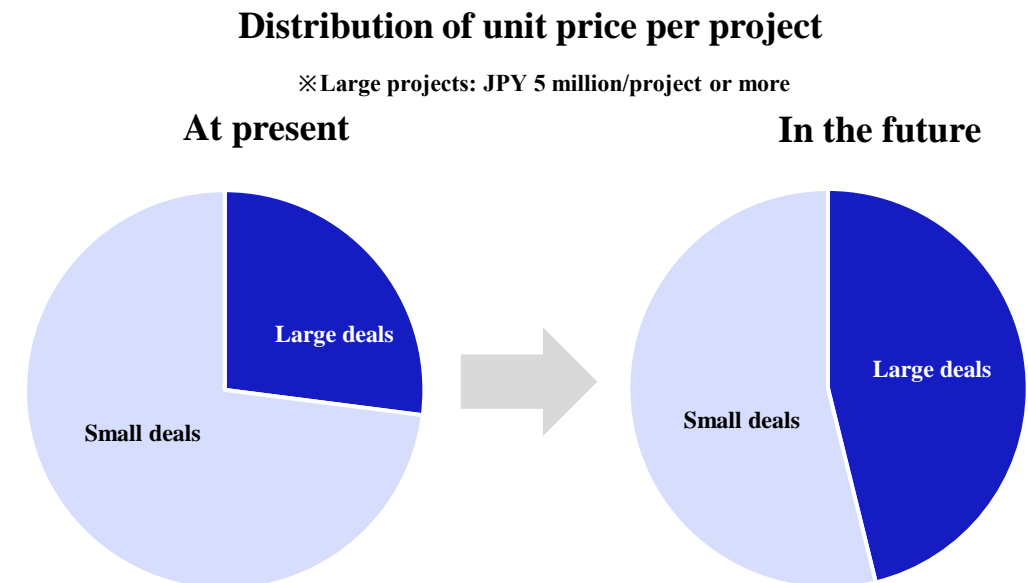 Distribution of unit price per project
※Large projects: JPY 5 million/project or more
At present
In the future
Large deals
Small deals
Large deals
Small deals